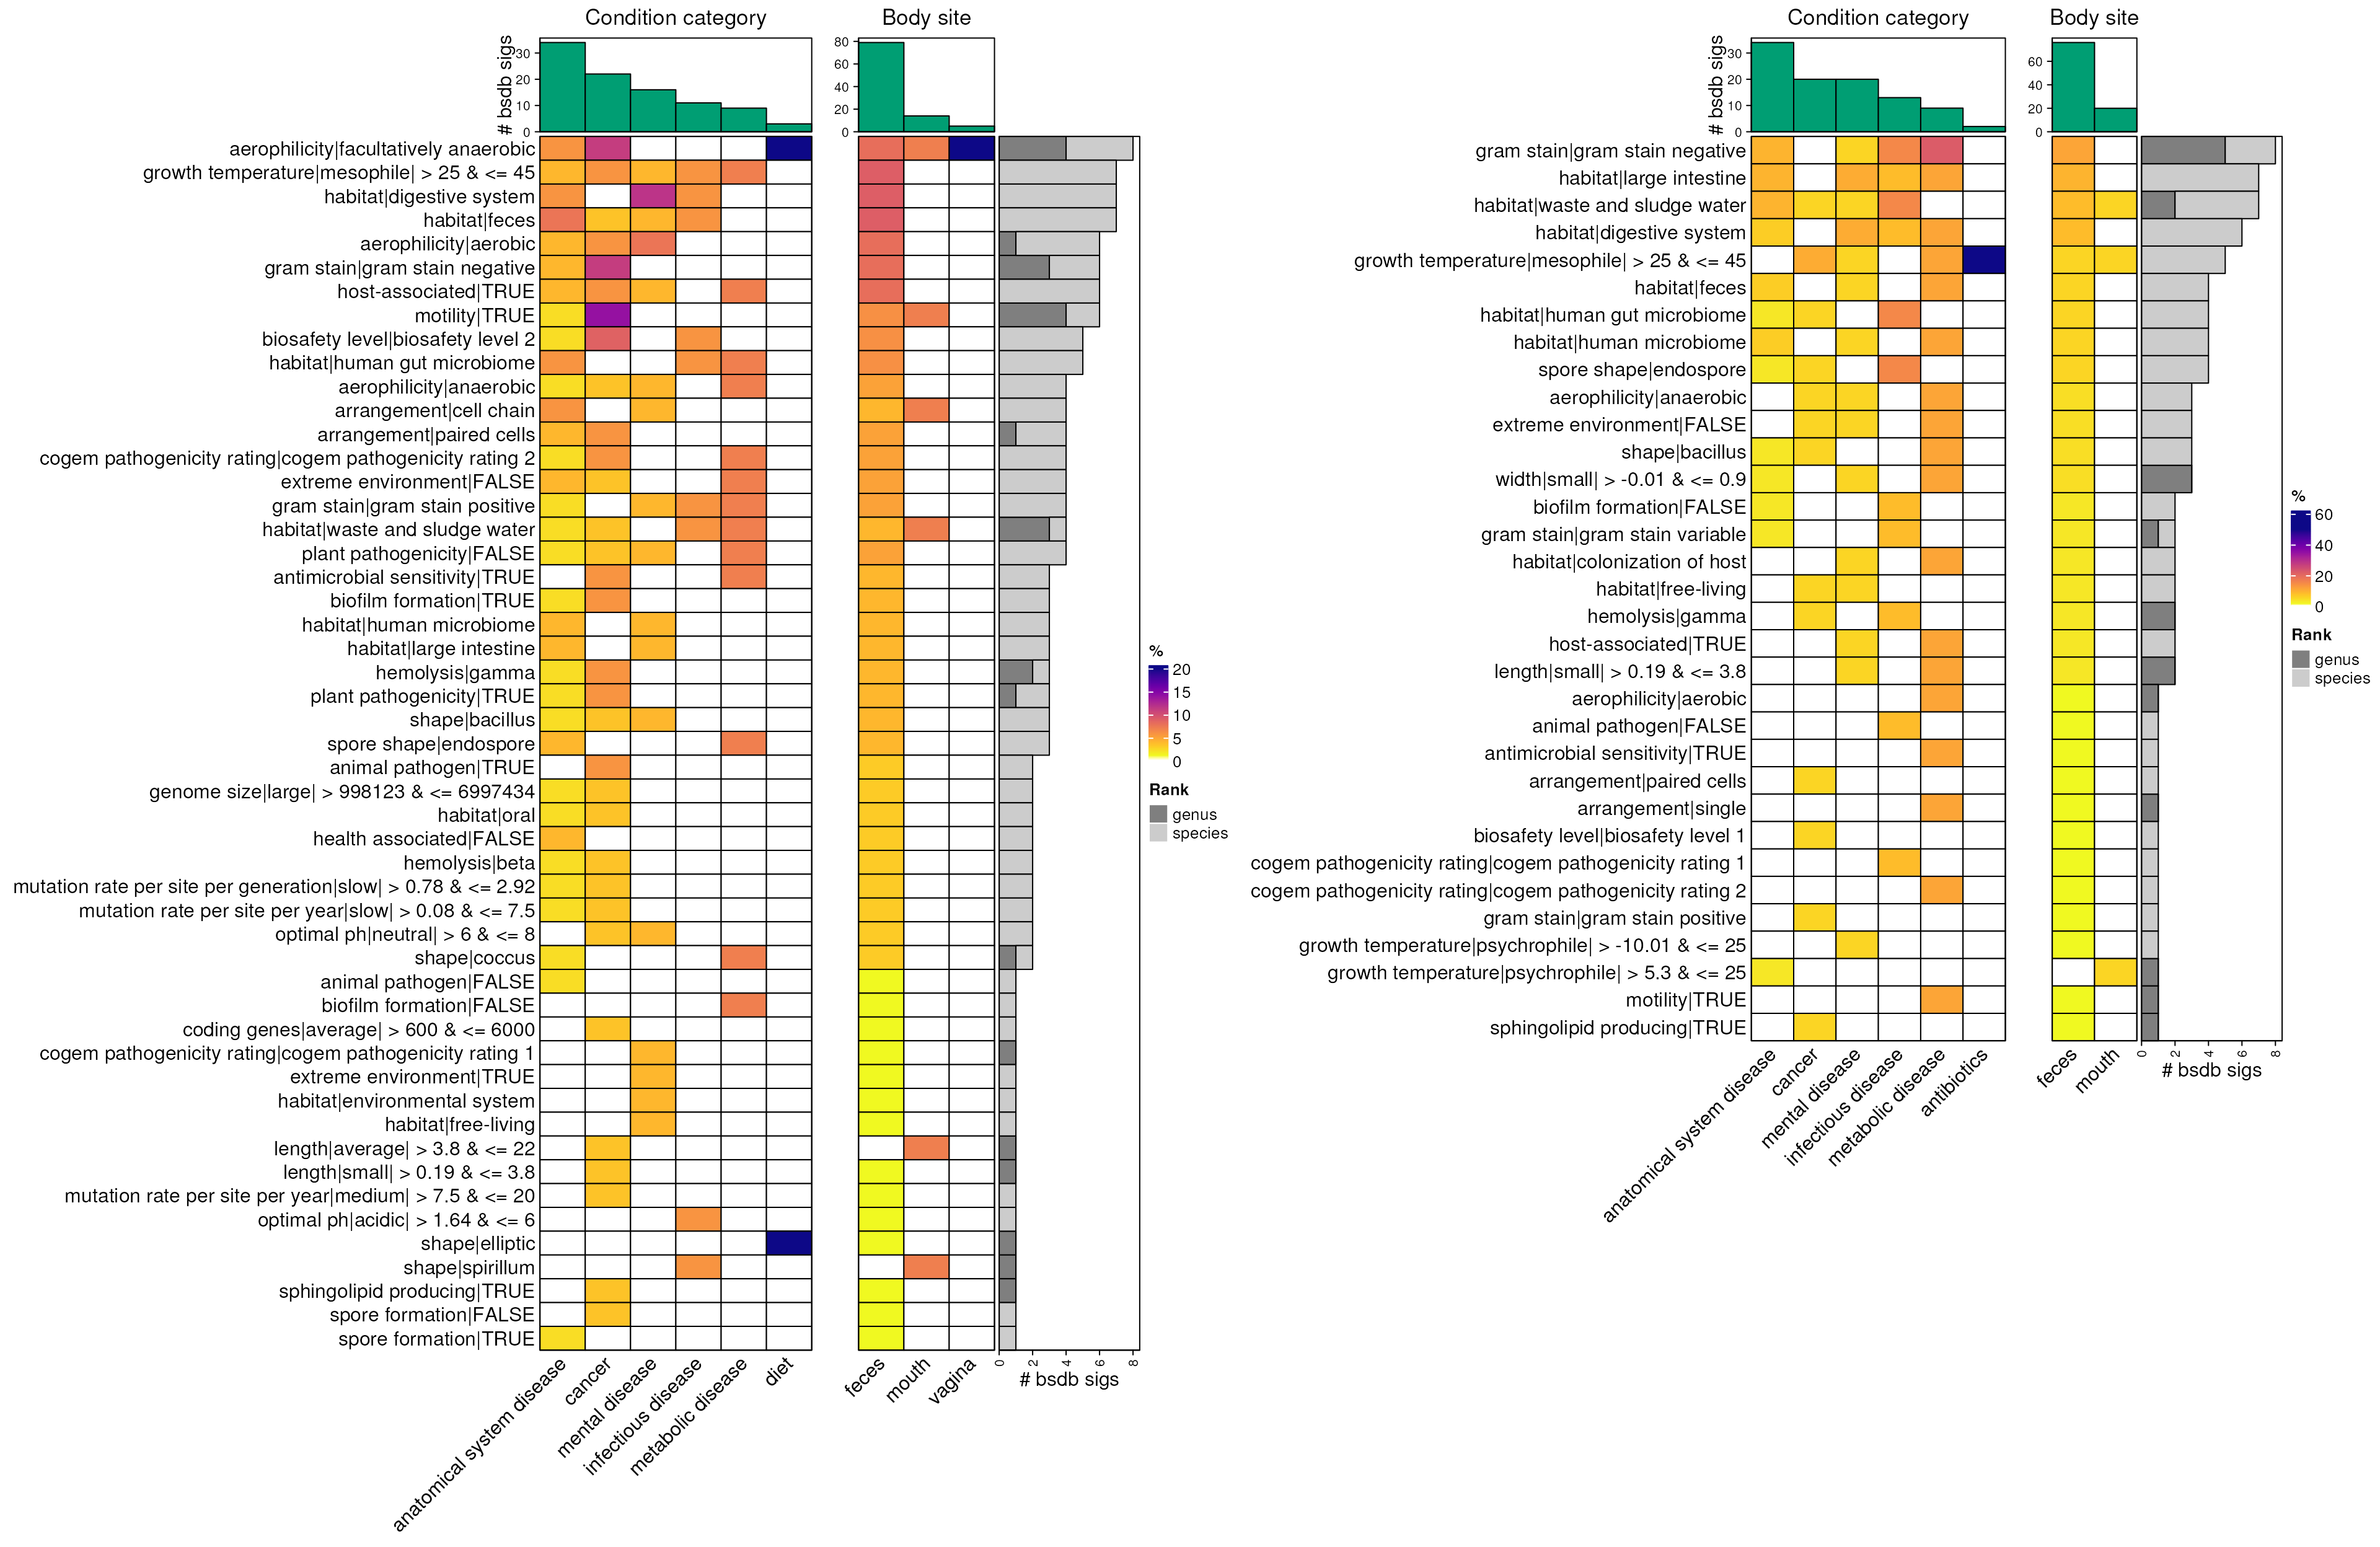 Condition category
Body site
# bsdb sigs
30
20
10
0
80
60
40
20
0
aerophilicity|facultatively anaerobic
growth temperature|mesophile| > 25 & <= 45
habitat|digestive system
habitat|feces
aerophilicity|aerobic
gram stain|gram stain negative
host-associated|TRUE
motility|TRUE
biosafety level|biosafety level 2
habitat|human gut microbiome
aerophilicity|anaerobic
arrangement|cell chain
arrangement|paired cells
cogem pathogenicity rating|cogem pathogenicity rating 2
extreme environment|FALSE
gram stain|gram stain positive
habitat|waste and sludge water
plant pathogenicity|FALSE
antimicrobial sensitivity|TRUE
biofilm formation|TRUE
habitat|human microbiome
habitat|large intestine
hemolysis|gamma
plant pathogenicity|TRUE
shape|bacillus
spore shape|endospore
animal pathogen|TRUE
genome size|large| > 998123 & <= 6997434
habitat|oral
health associated|FALSE
hemolysis|beta
mutation rate per site per generation|slow| > 0.78 & <= 2.92
mutation rate per site per year|slow| > 0.08 & <= 7.5
optimal ph|neutral| > 6 & <= 8
shape|coccus
animal pathogen|FALSE
biofilm formation|FALSE
coding genes|average| > 600 & <= 6000
cogem pathogenicity rating|cogem pathogenicity rating 1
extreme environment|TRUE
habitat|environmental system
habitat|free-living
length|average| > 3.8 & <= 22
length|small| > 0.19 & <= 3.8
mutation rate per site per year|medium| > 7.5 & <= 20
optimal ph|acidic| > 1.64 & <= 6
shape|elliptic
shape|spirillum
sphingolipid producing|TRUE
spore formation|FALSE
spore formation|TRUE
anatomical system disease
cancer
mental disease
infectious disease
metabolic disease
diet
feces
mouth
vagina
0 2 4 6 8
# bsdb sigs
%
20
15
10
5
0
Rank
genus
species
Condition category
Body site
# bsdb sigs
30
20
10
0
60
40
20
0
gram stain|gram stain negative
habitat|large intestine
habitat|waste and sludge water
habitat|digestive system
growth temperature|mesophile| > 25 & <= 45
habitat|feces
habitat|human gut microbiome
habitat|human microbiome
spore shape|endospore
aerophilicity|anaerobic
extreme environment|FALSE
shape|bacillus
width|small| > -0.01 & <= 0.9
biofilm formation|FALSE
gram stain|gram stain variable
habitat|colonization of host
habitat|free-living
hemolysis|gamma
host-associated|TRUE
length|small| > 0.19 & <= 3.8
aerophilicity|aerobic
animal pathogen|FALSE
antimicrobial sensitivity|TRUE
arrangement|paired cells
arrangement|single
biosafety level|biosafety level 1
cogem pathogenicity rating|cogem pathogenicity rating 1
cogem pathogenicity rating|cogem pathogenicity rating 2
gram stain|gram stain positive
growth temperature|psychrophile| > -10.01 & <= 25
growth temperature|psychrophile| > 5.3 & <= 25
motility|TRUE
sphingolipid producing|TRUE
anatomical system disease
cancer
mental disease
infectious disease
metabolic disease
antibiotics
feces
mouth
0 2 4 6 8
# bsdb sigs
%
60
40
20
0
Rank
genus
species